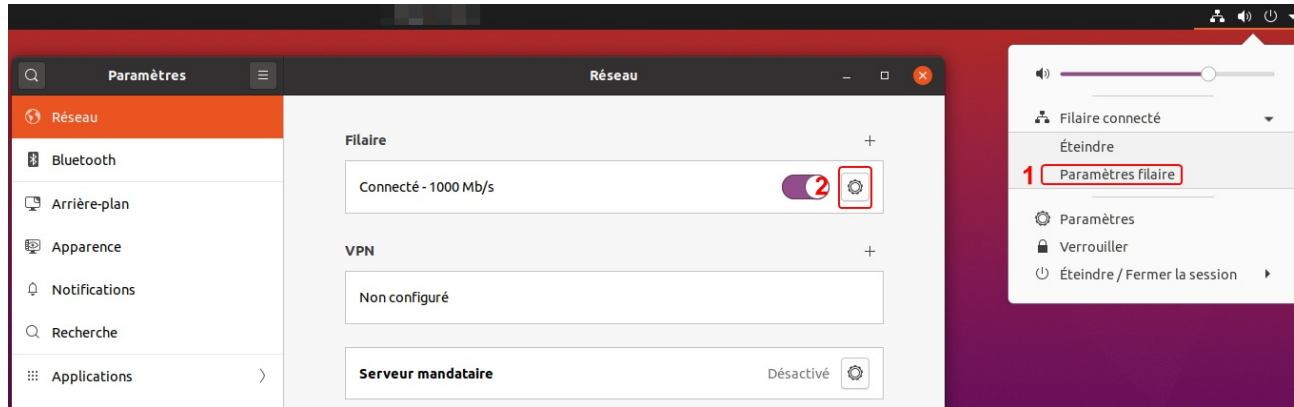 Paramètres
Réseau
Réseau
Bluetooth
Arrière-plan
Apparence
Notifications
Recherche
Applications
Filaire
Connecté - 1000 Mb/s
2
VPN
Non configuré
Serveur mandataire
Désactivé
Filaire connecté
Éteindre
1 Paramètres filaire
Paramètres
Verrouiller
Éteindre / Fermer la session